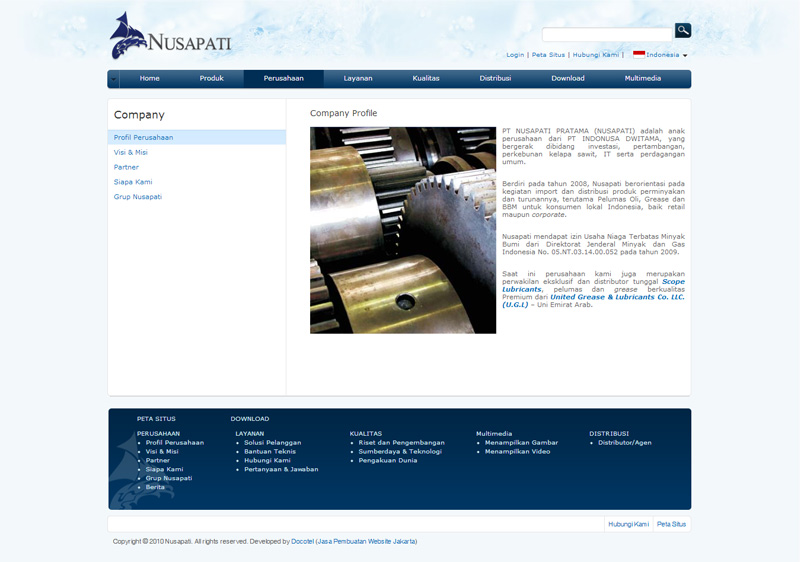 NUSAPATI
Login | Peta Situs | Hubungi Kami | Indonesia
Home Produk Perusahaan Layanan Kualitas Distribusi Download Multimedia
Company
Profil Perusahaan
Visi & Misi
Partner
Siapa Kami
Grup Nusapati
Company Profile
PT NUSAPATI PRATAMA (NUSAPATI) adalah anak
perusahaan dari PT INDONUSA DWITAMA, yang
bergerak dibidang investasi, pertambangan,
perkebunan kelapa sawit, IT serta perdagangan
umum.
Berdiri pada tahun 2008, Nusapati berorientasi pada
kegiatan import dan distribusi produk perminyakan
dan turunannya, terutama Pelumas Oli, Grease dan
BBM untuk konsumen lokal Indonesia, baik retail
maupun corporate.
Nusapati mendapat izin Usaha Niaga Terbatas Minyak
Bumi dari Direktorat Jenderal Minyak dan Gas
Indonesia No. 05.NT.03.14.00.052 pada tahun 2009.
Saat ini perusahaan kami juga merupakan
perwakilan eksklusif dan distributor tunggal Scope
Lubricants, pelumas dan grease berkualitas
Premium dari United Grease & Lubricants Co. LLC.
(U.G.L) – Uni Emirat Arab.
PETA SITUS DOWNLOAD
PERUSAHAAN
Profil Perusahaan
Visi & Misi
Partner
Siapa Kami
Grup Nusapati
Berita
LAYANAN
Solusi Pelanggan
Bantuan Teknis
Hubungi Kami
Pertanyaan & Jawaban
KUALITAS
Riset dan Pengembangan
Sumberdaya & Teknologi
Pengakuan Dunia
Multimedia
Menampilkan Gambar
Menampilkan Video
DISTRIBUSI
Distributor/Agen
Hubungi Kami Peta Situs
Copyright © 2010 Nusapati. All rights reserved. Developed by Docotel (Jasa Pembuatan Website Jakarta)